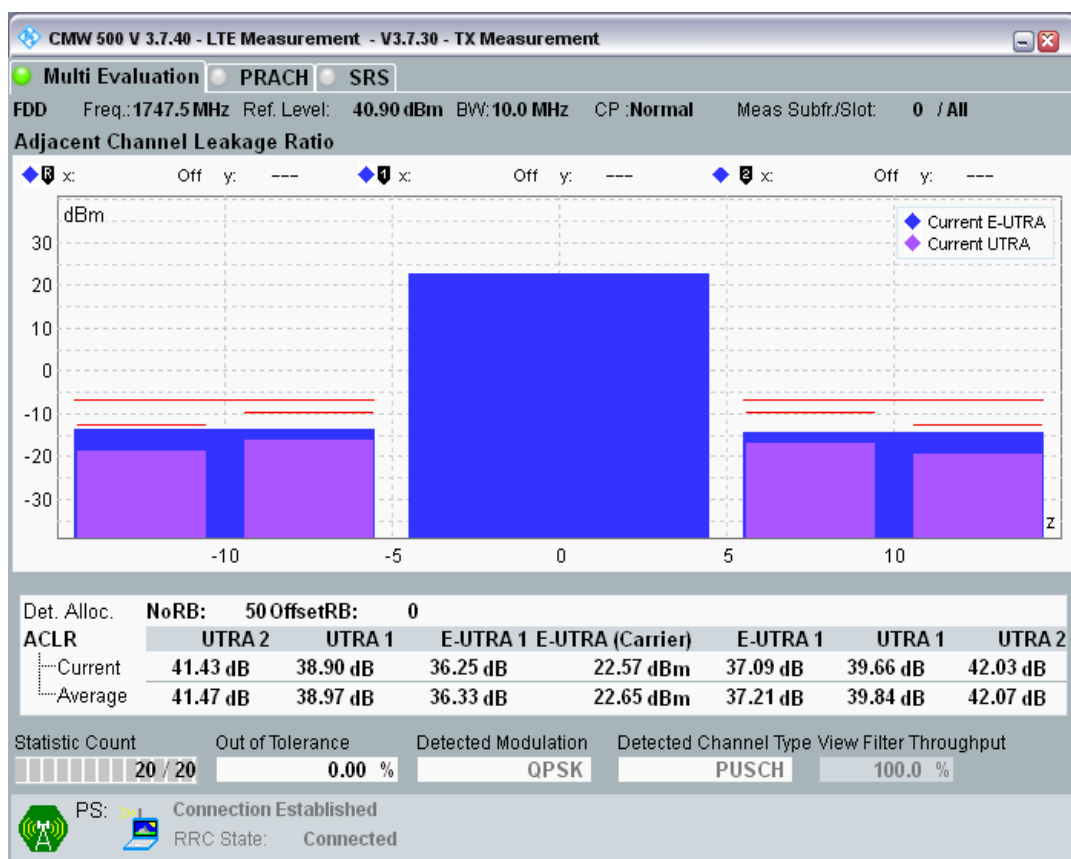 CMW 500 V 3.7.40 - LTE Measurement - V3.7.30 - TX Measurement
Multi Evaluation PRACH SRS
FDD Freq.: 1747.5 MHz Ref. Level: 40.90 dBm BW: 10.0 MHz CP : Normal Meas Subfr./Slot: 0 / All
Adjacent Channel Leakage Ratio
R x: Off y: --- 1 x: Off y: --- 2 x: Off y: ---
dBm
Current E-UTRA
Current UTRA
30
20
10
0
-10
-20
-30
z
-10 -5 0 5 10
Det. Alloc. NoRB: 50 OffsetRB: 0
ACLR UTRA 2 UTRA 1 E-UTRA 1 E-UTRA (Carrier) E-UTRA 1 UTRA 1 UTRA 2
Current 41.43 dB 38.90 dB 36.25 dB 22.57 dBm 37.09 dB 39.66 dB 42.03 dB
Average 41.47 dB 38.97 dB 36.33 dB 22.65 dBm 37.21 dB 39.84 dB 42.07 dB
Statistic Count Out of Tolerance Detected Modulation Detected Channel Type View Filter Throughput
20 / 20 0.00 % QPSK PUSCH 100.0 %
PS: Connection Established
RRC State: Connected